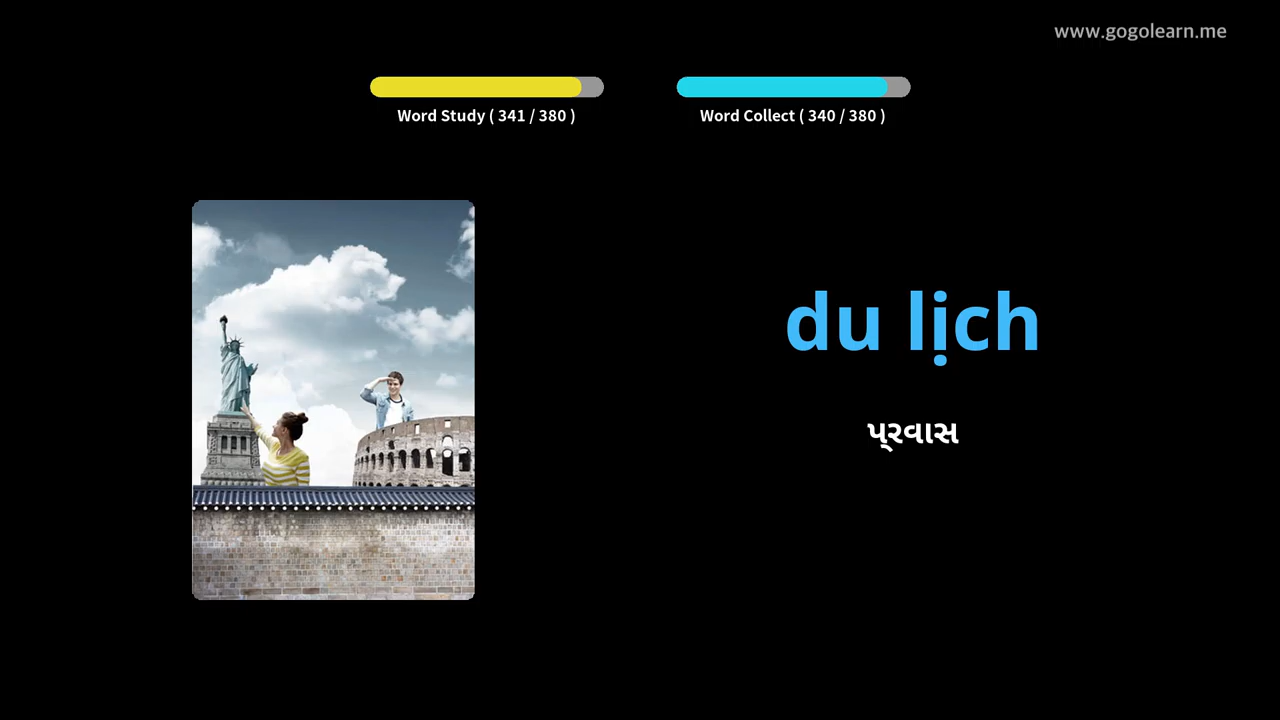 www.gogolearn.me
Word Study ( 341 / 380 )
Word Collect ( 340 / 380 )
du lịch
પ્રવાસ